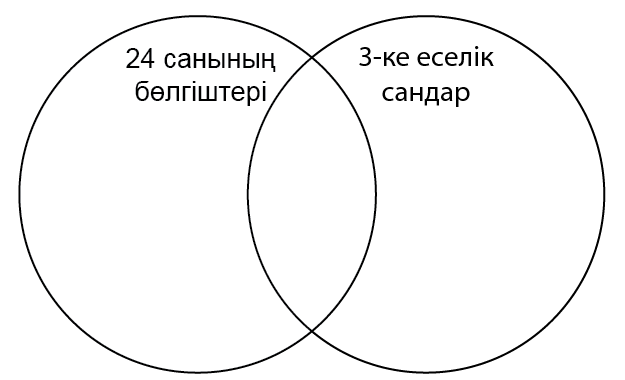 24 санының
бөлгіштері
3-ке еселік
сандар